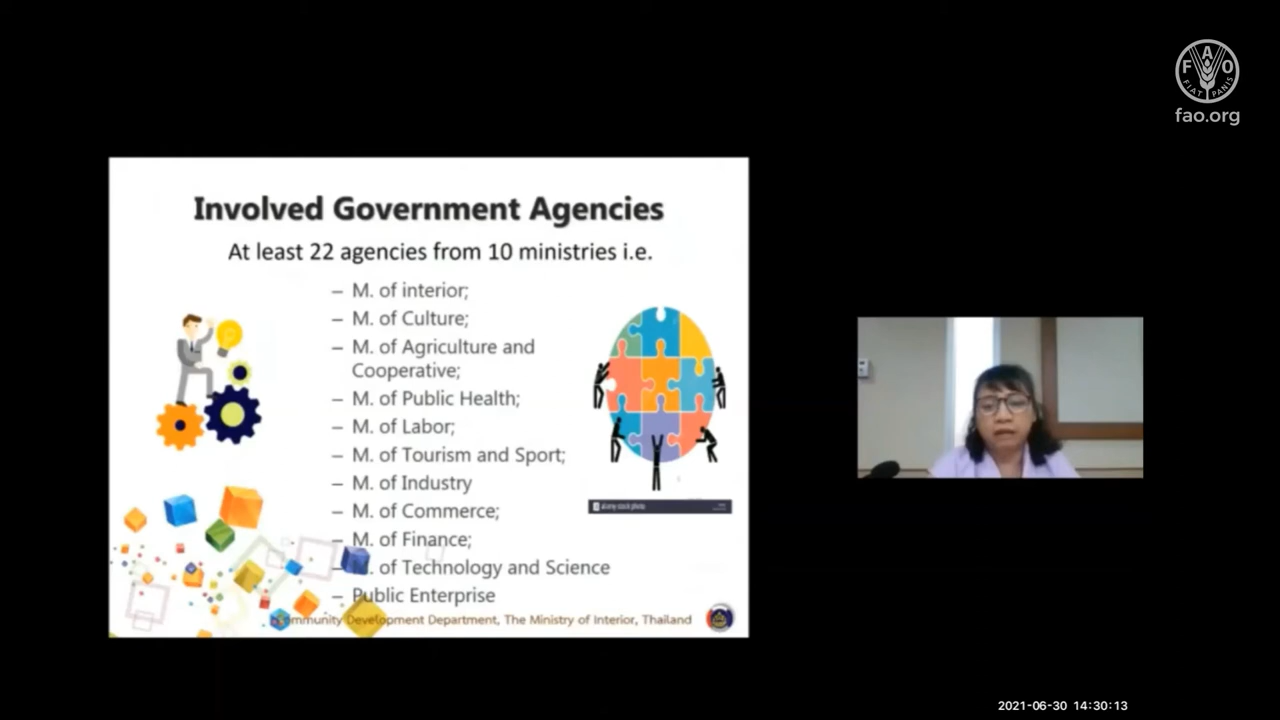 FAO
FIAT PANIS
fao.org
Involved Government Agencies
At least 22 agencies from 10 ministries i.e.
– M. of interior;
– M. of Culture;
– M. of Agriculture and
Cooperative;
– M. of Public Health;
– M. of Labor;
– M. of Tourism and Sport;
– M. of Industry
– M. of Commerce;
– M. of Finance;
– M. of Technology and Science
– Public Enterprise
alamy stock photo
Community Development Department, The Ministry of Interior, Thailand
2021-06-30 14:30:13